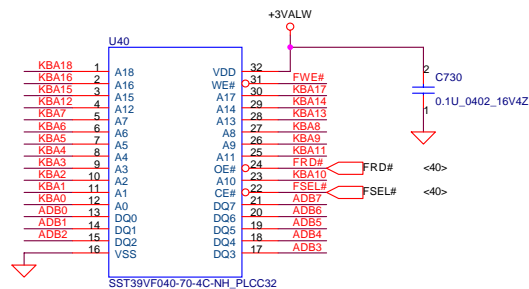 +3VALW
U40
KBA18 1 A18 VDD 32
KBA16 2 A16 WE# 31 FWE#
KBA15 3 A15 A17 30 KBA17
KBA12 4 A12 A14 29 KBA14
KBA7 5 A7 A13 28 KBA13
KBA6 6 A6 A8 27 KBA8
KBA5 7 A5 A9 26 KBA9
KBA4 8 A4 A11 25 KBA11
KBA3 9 A3 OE# 24 FRD# FRD# <40>
KBA2 10 A2 A10 23 KBA10
KBA1 11 A1 CE# 22 FSEL# FSEL# <40>
KBA0 12 A0 DQ7 21 ADB7
ADB0 13 DQ0 DQ6 20 ADB6
ADB1 14 DQ1 DQ5 19 ADB5
ADB2 15 DQ2 DQ4 18 ADB4
16 VSS DQ3 17 ADB3
SST39VF040-70-4C-NH_PLCC32
2
C730
0.1U_0402_16V4Z
1